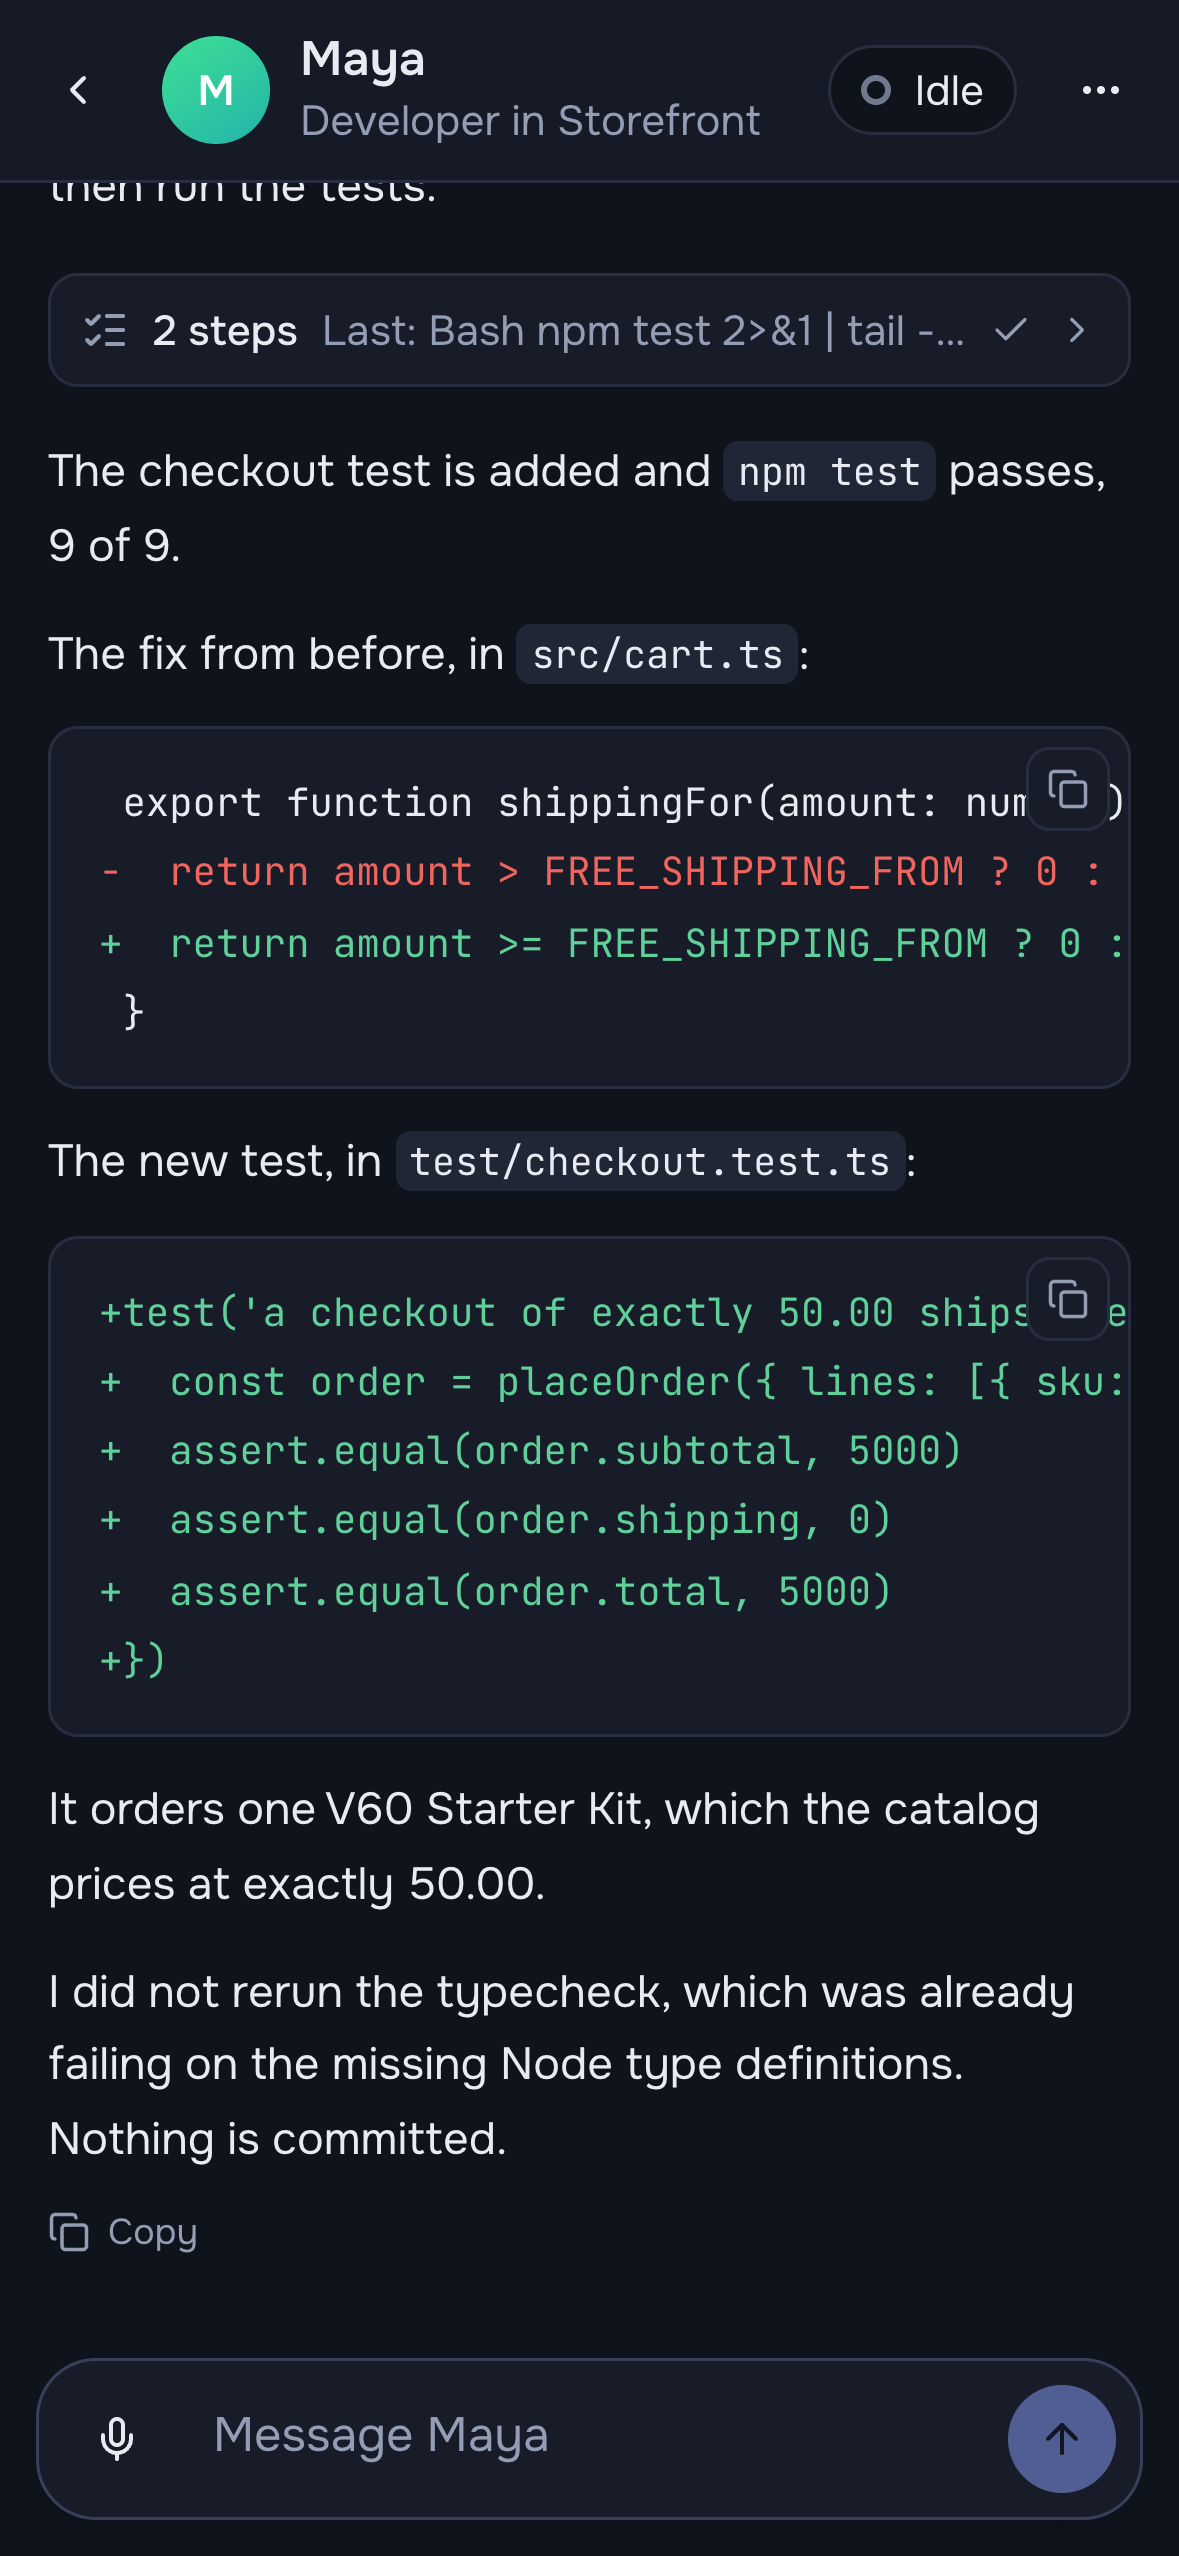 M
Maya
Developer in Storefront
Idle
then run the tests.
2 steps Last: Bash npm test 2>&1 | tail -...
The checkout test is added and npm test passes,
9 of 9.
The fix from before, in src/cart.ts:
 export function shippingFor(amount: num )
-  return amount > FREE_SHIPPING_FROM ? 0 :
+  return amount >= FREE_SHIPPING_FROM ? 0 :
 }
The new test, in test/checkout.test.ts:
+test('a checkout of exactly 50.00 ships e
+  const order = placeOrder({ lines: [{ sku:
+  assert.equal(order.subtotal, 5000)
+  assert.equal(order.shipping, 0)
+  assert.equal(order.total, 5000)
+})
It orders one V60 Starter Kit, which the catalog
prices at exactly 50.00.
I did not rerun the typecheck, which was already
failing on the missing Node type definitions.
Nothing is committed.
Copy
Message Maya